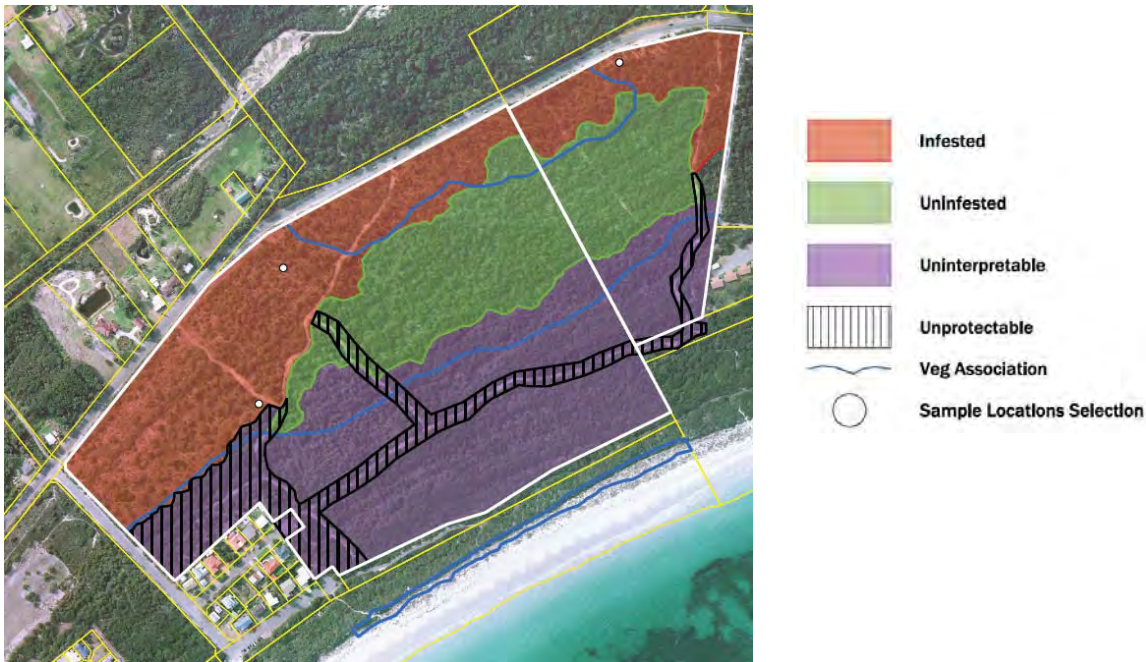 Infested
Uninfested
Uninterpretable
Unprotectable
Veg Association
Sample Locations Selection